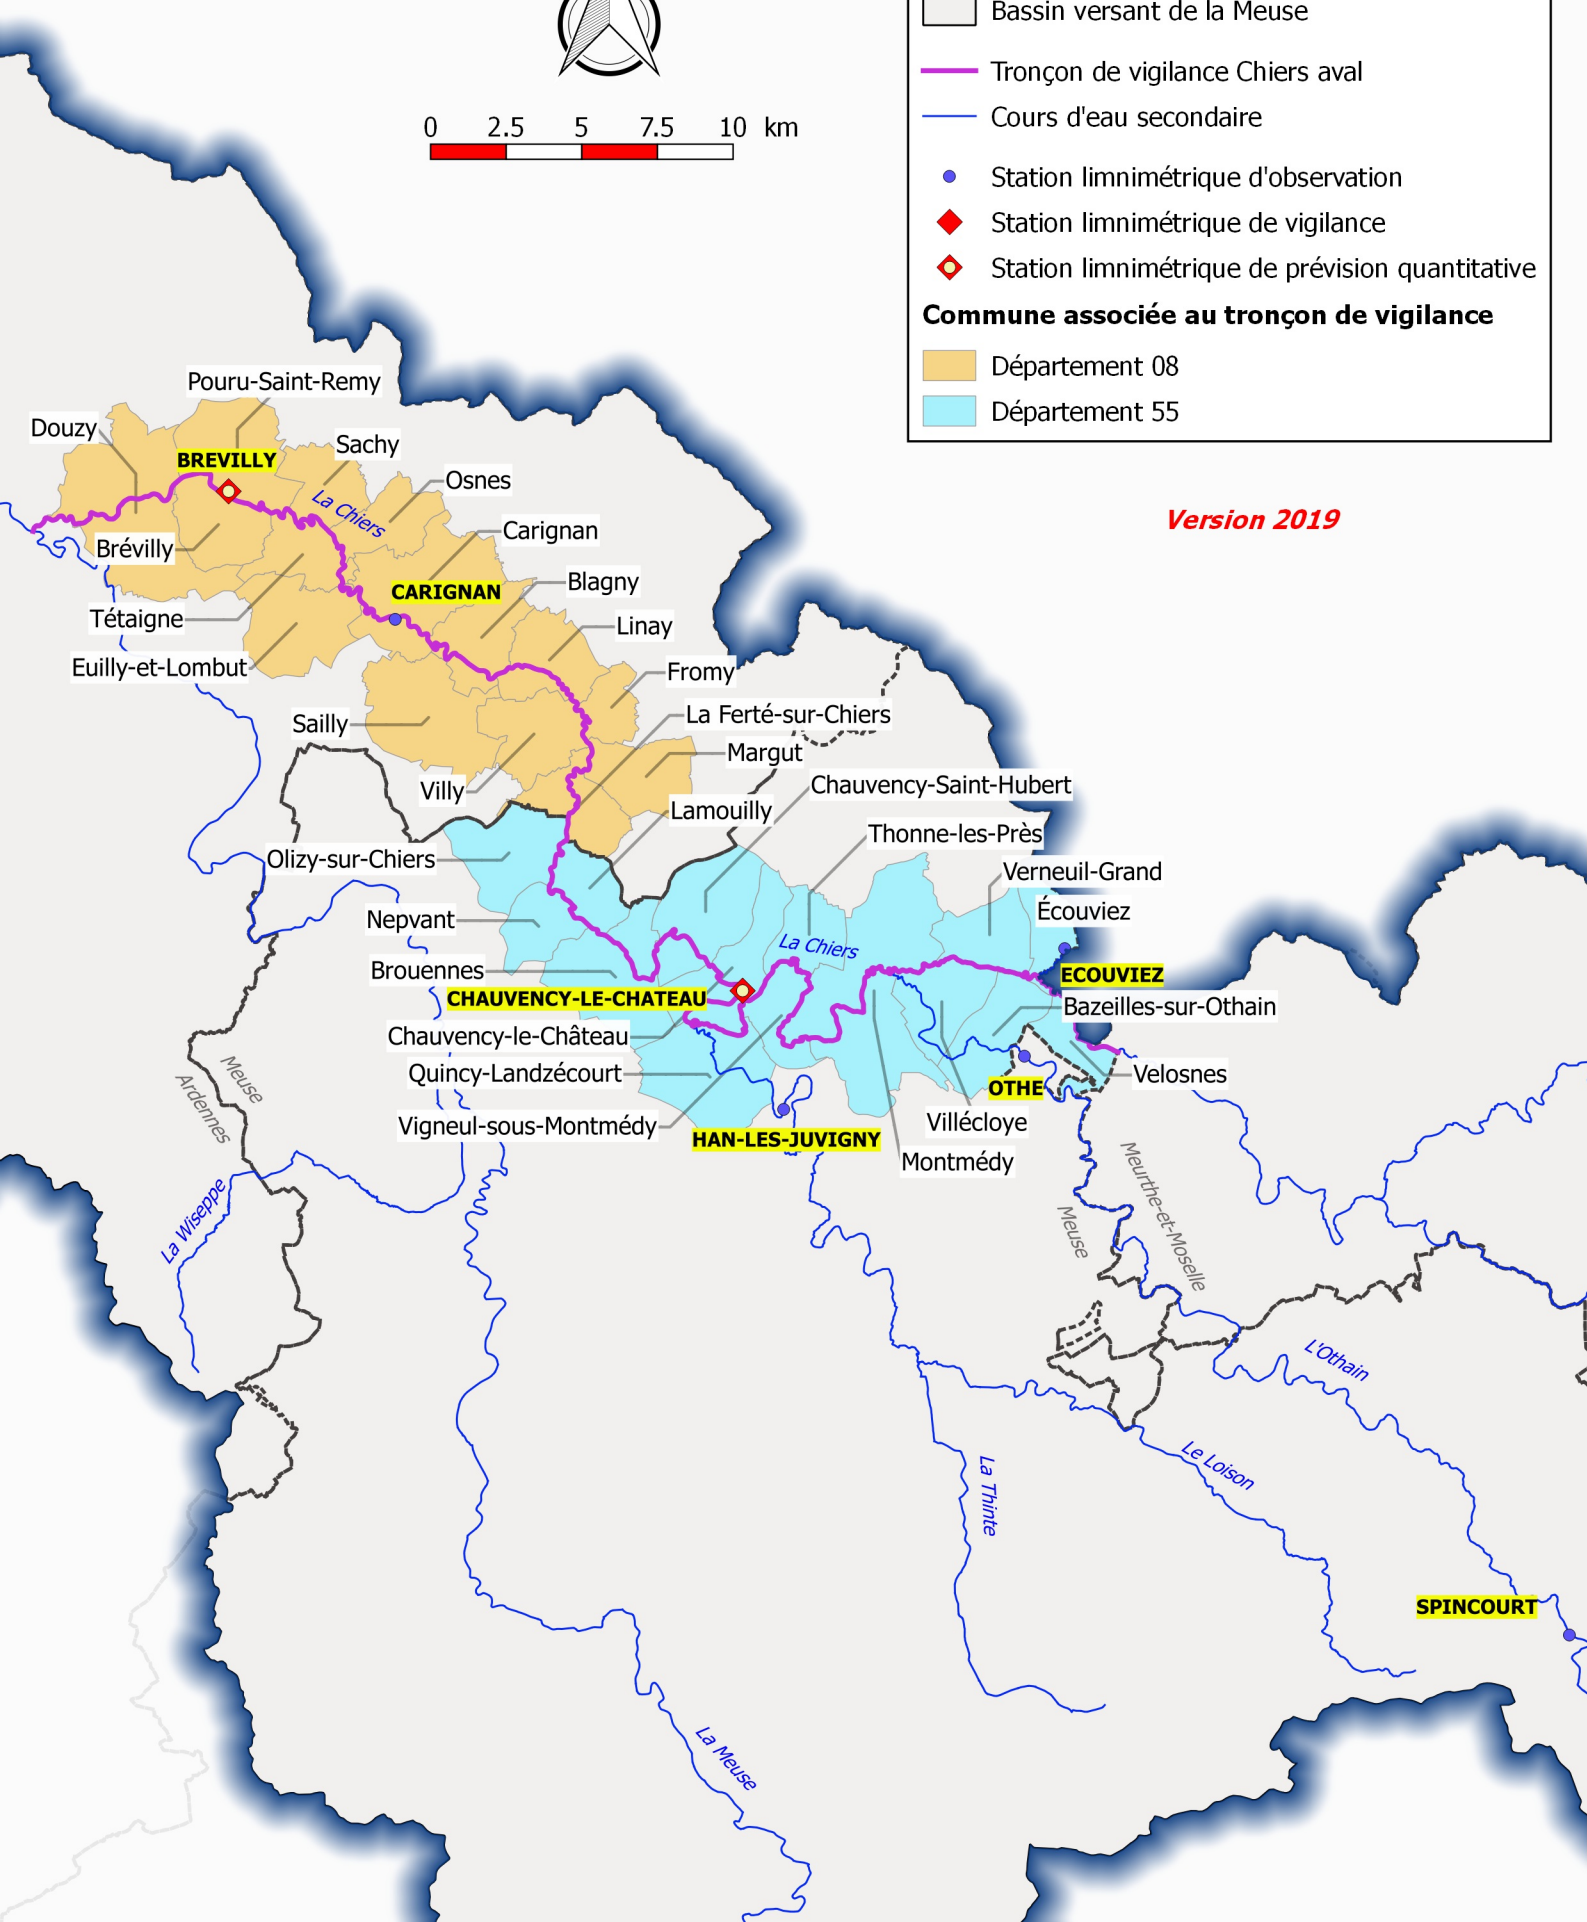 Bassin versant de la Meuse
Tronçon de vigilance Chiers aval
Cours d'eau secondaire
Station limnimétrique d'observation
Station limnimétrique de vigilance
Station limnimétrique de prévision quantitative
Commune associée au tronçon de vigilance
Département 08
Département 55
0 2.5 5 7.5 10 km
Version 2019
Pouru-Saint-Remy
Douzy
Sachy
BREVILLY
Osnes
La Chiers
Carignan
Brévilly
Blagny
CARIGNAN
Tétaigne
Linay
Euilly-et-Lombut
Fromy
La Ferté-sur-Chiers
Sailly
Margut
Chauvency-Saint-Hubert
Villy
Lamouilly
Thonne-les-Près
Olizy-sur-Chiers
Verneuil-Grand
Écouviez
Nepvant
La Chiers
Brouennes
ECOUVIEZ
CHAUVENCY-LE-CHATEAU
Bazeilles-sur-Othain
Chauvency-le-Château
Quincy-Landzécourt
Velosnes
OTHE
Meuse
Ardennes
Vigneul-sous-Montmédy
Villécloye
HAN-LES-JUVIGNY
Montmédy
Meurthe-et-Moselle
Meuse
La Wiseppe
L'Othain
Le Loison
La Thinte
SPINCOURT
La Meuse